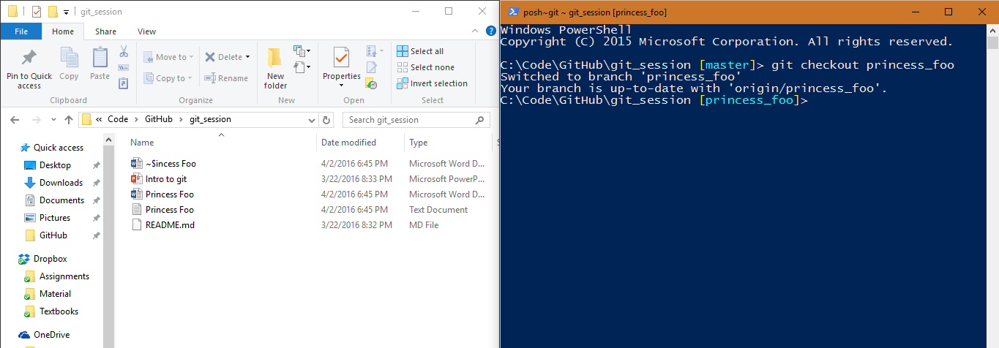 git_session
File Home Share View
Pin to Quick access
Copy
Paste
Clipboard
Move to
Copy to
Delete
Rename
Organize
New folder
New
Properties
Open
Select all
Select none
Invert selection
Select
« Code GitHub git_session
Search git_session
Quick access
Desktop
Downloads
Documents
Pictures
GitHub
Dropbox
Assignments
Material
Textbooks
OneDrive
Name Date modified Type S
~$incess Foo 4/2/2016 6:45 PM Microsoft Word D...
Intro to git 3/22/2016 8:33 PM Microsoft PowerP...
Princess Foo 4/2/2016 6:45 PM Microsoft Word D...
Princess Foo 4/2/2016 6:45 PM Text Document
README.md 3/22/2016 8:32 PM MD File
posh~git ~ git_session [princess_foo]
Windows PowerShell
Copyright (C) 2015 Microsoft Corporation. All rights reserved.
C:\Code\GitHub\git_session [master]> git checkout princess_foo
Switched to branch 'princess_foo'
Your branch is up-to-date with 'origin/princess_foo'.
C:\Code\GitHub\git_session [princess_foo]>